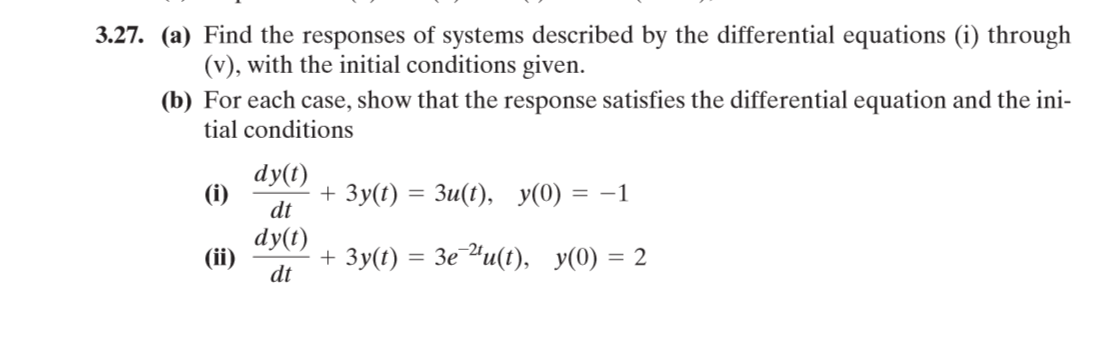 3.27. (a) Find the responses of systems described by the differential equations (i) through
(v), with the initial conditions given.
(b) For each case, show that the response satisfies the differential equation and the ini-
tial conditions
(i) dy(t)/dt + 3y(t) = 3u(t), y(0) = −1
(ii) dy(t)/dt + 3y(t) = 3e^{−2t}u(t), y(0) = 2